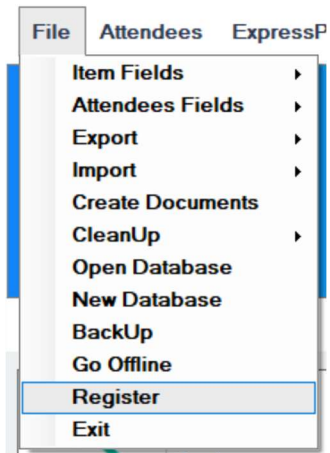 File Attendees ExpressP
Item Fields
Attendees Fields
Export
Import
Create Documents
CleanUp
Open Database
New Database
BackUp
Go Offline
Register
Exit